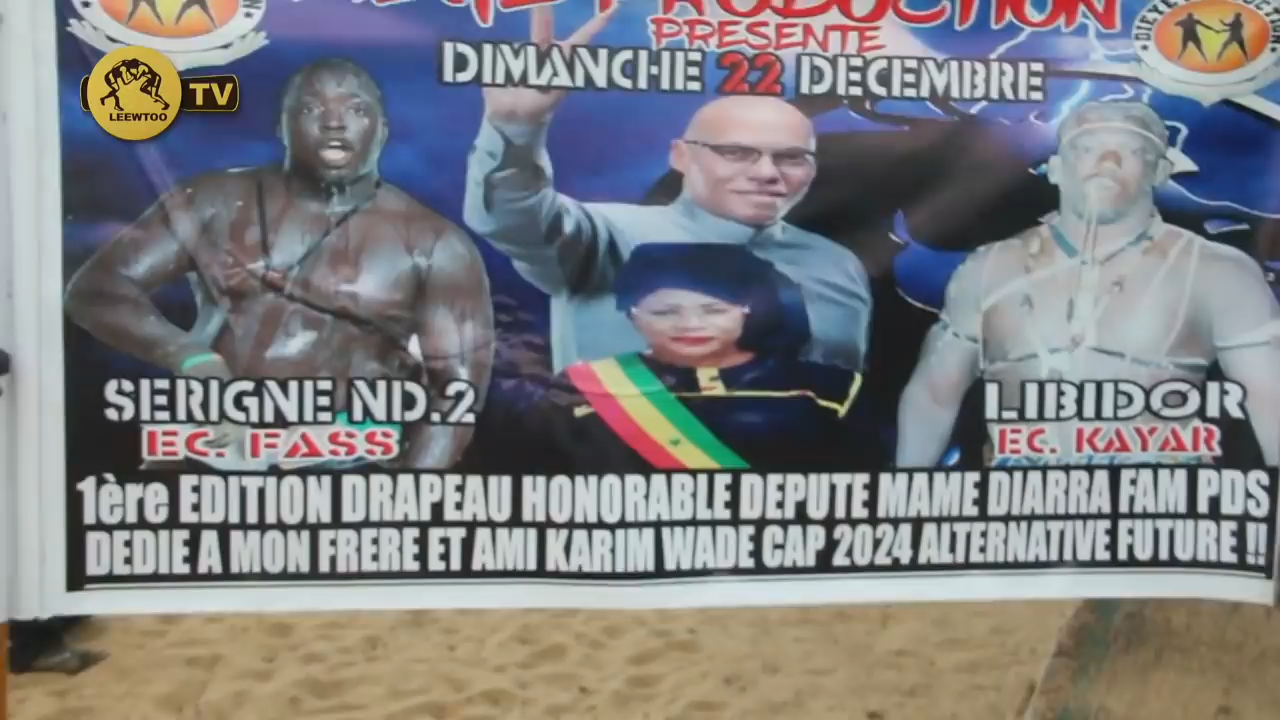 PRODUCTION
PRESENTE
DIMANCHE 22 DECEMBRE
LEEWTOO TV
SERIGNE ND.2
EC. FASS
LIBIDOR
EC. KAYAR
1ère EDITION DRAPEAU HONORABLE DEPUTE MAME DIARRA FAM PDS
DEDIE A MON FRERE ET AMI KARIM WADE CAP 2024 ALTERNATIVE FUTURE !!